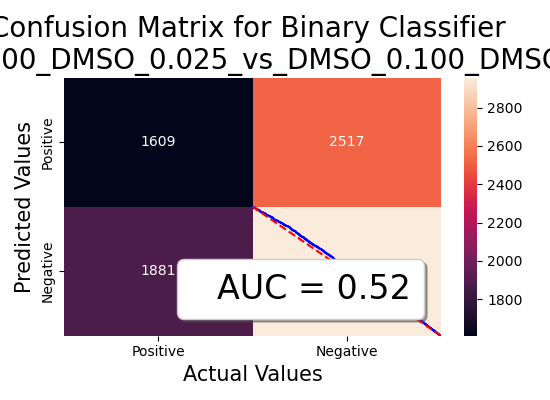 Confusion Matrix for Binary Classifier
00_DMSO_0.025_vs_DMSO_0.100_DMSO
Predicted Values
Positive
Negative
1609
2517
1881
AUC = 0.52
Positive
Negative
Actual Values
2800
2600
2400
2200
2000
1800